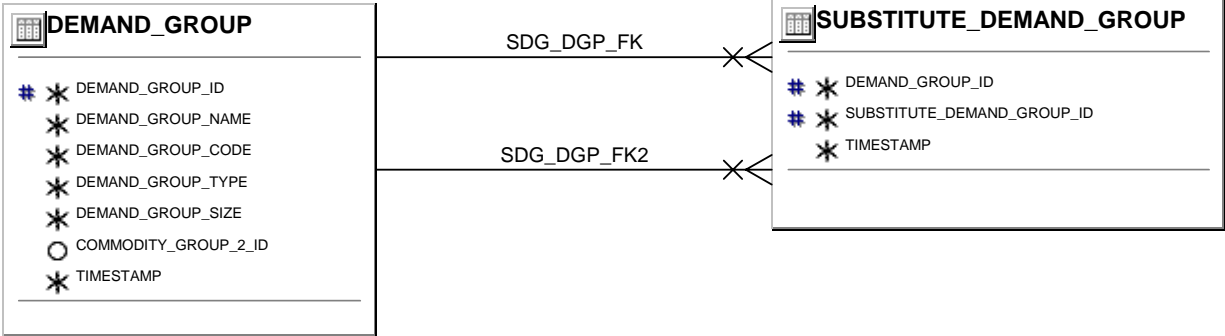 DEMAND_GROUP
# * DEMAND_GROUP_ID
* DEMAND_GROUP_NAME
* DEMAND_GROUP_CODE
* DEMAND_GROUP_TYPE
* DEMAND_GROUP_SIZE
O COMMODITY_GROUP_2_ID
* TIMESTAMP
SDG_DGP_FK
SDG_DGP_FK2
SUBSTITUTE_DEMAND_GROUP
# * DEMAND_GROUP_ID
# * SUBSTITUTE_DEMAND_GROUP_ID
* TIMESTAMP